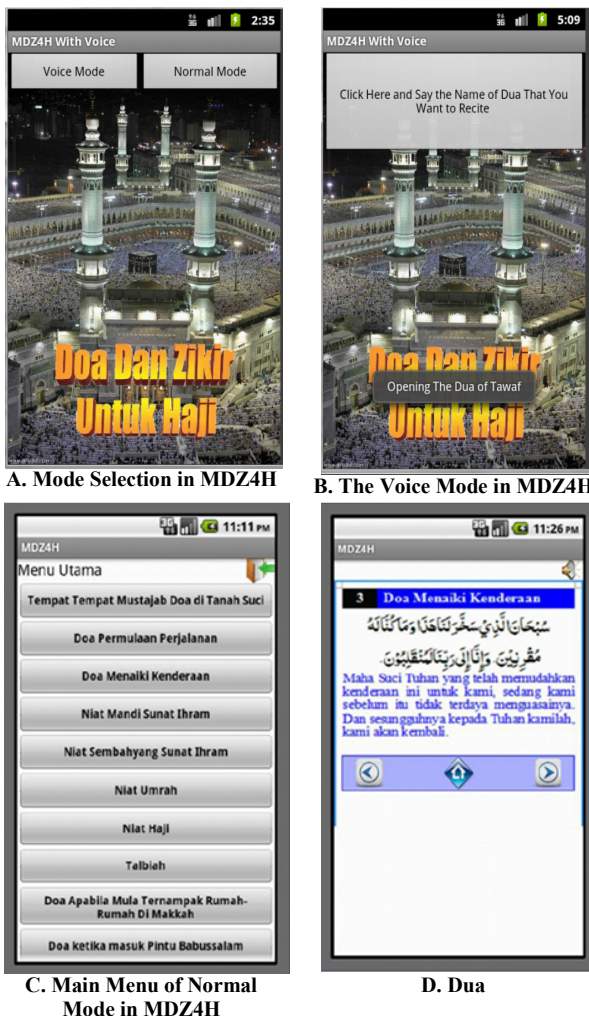 2:35
MDZ4H With Voice
Voice Mode
Normal Mode
Doa Dan Zikir
Untuk Haji
A. Mode Selection in MDZ4H
5:09
MDZ4H With Voice
Click Here and Say the Name of Dua That You
Want to Recite
Doa Dan Zikir
Opening The Dua of Tawaf
Untuk Haji
B. The Voice Mode in MDZ4H
3G 11:11 PM
MDZ4H
Menu Utama
Tempat Tempat Mustajab Doa di Tanah Suci
Doa Permulaan Perjalanan
Doa Menaiki Kenderaan
Niat Mandi Sunat Ihram
Niat Sembahyang Sunat Ihram
Niat Umrah
Niat Haji
Talbiah
Doa Apabila Mula Ternampak Rumah-
Rumah Di Makkah
Doa ketika masuk Pintu Babussalam
C. Main Menu of Normal
Mode in MDZ4H
3G 11:26 PM
MDZ4H
3 Doa Menaiki Kenderaan
سُبْحَانَ الَّذِيْ سَخَّرَ لَنَا هَذَا وَمَا كُنَّا لَهُ
مُقْرِنِيْنَ. وَإِنَّا إِلَى رَبِّنَا لَمُنْقَلِبُوْنَ.
Maha Suci Tuhan yang telah memudahkan
kenderaan ini untuk kami, sedang kami
sebelum itu tidak terdaya menguasainya.
Dan sesungguhnya kepada Tuhan kamilah,
kami akan kembali.
D. Dua